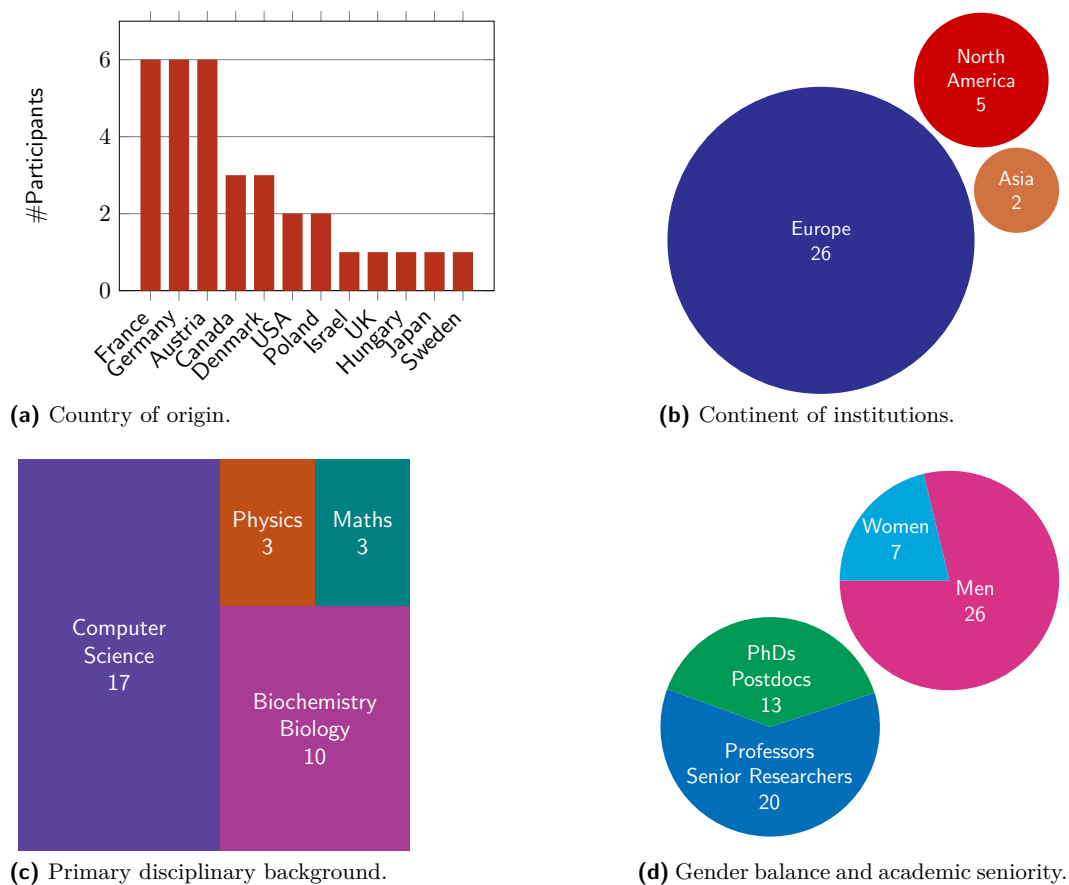 #Participants
6
4
2
0
France
Germany
Austria
Canada
Denmark
USA
Poland
Israel
UK
Hungary
Japan
Sweden
(a) Country of origin.
North
America
5
Asia
2
Europe
26
(b) Continent of institutions.
Computer
Science
17
Physics
3
Maths
3
Biochemistry
Biology
10
(c) Primary disciplinary background.
Women
7
Men
26
PhDs
Postdocs
13
Professors
Senior Researchers
20
(d) Gender balance and academic seniority.